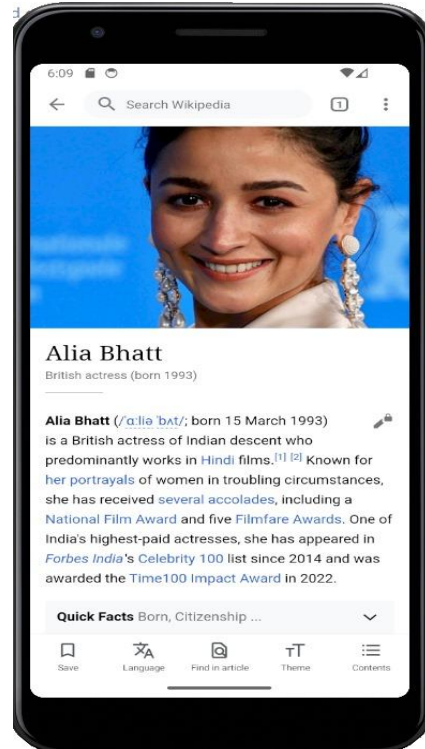 6:09
Search Wikipedia
1
Alia Bhatt
British actress (born 1993)
Alia Bhatt (/ˈɑːliə ˈbʌt/; born 15 March 1993)
is a British actress of Indian descent who
predominantly works in Hindi films.[1] [2] Known for
her portrayals of women in troubling circumstances,
she has received several accolades, including a
National Film Award and five Filmfare Awards. One of
India's highest-paid actresses, she has appeared in
Forbes India's Celebrity 100 list since 2014 and was
awarded the Time100 Impact Award in 2022.
Quick Facts Born, Citizenship ...
Save Language Find in article Theme Contents